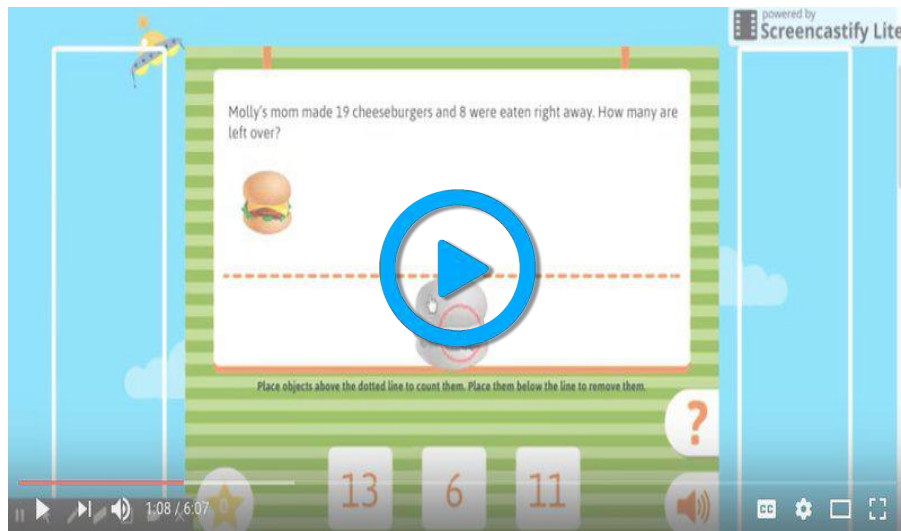 powered by
Screencastify Lite
Molly's mom made 19 cheeseburgers and 8 were eaten right away. How many are
left over?
Place objects above the dotted line to count them. Place them below the line to remove them.
?
13 6 11
0
1:08 / 6:07
CC